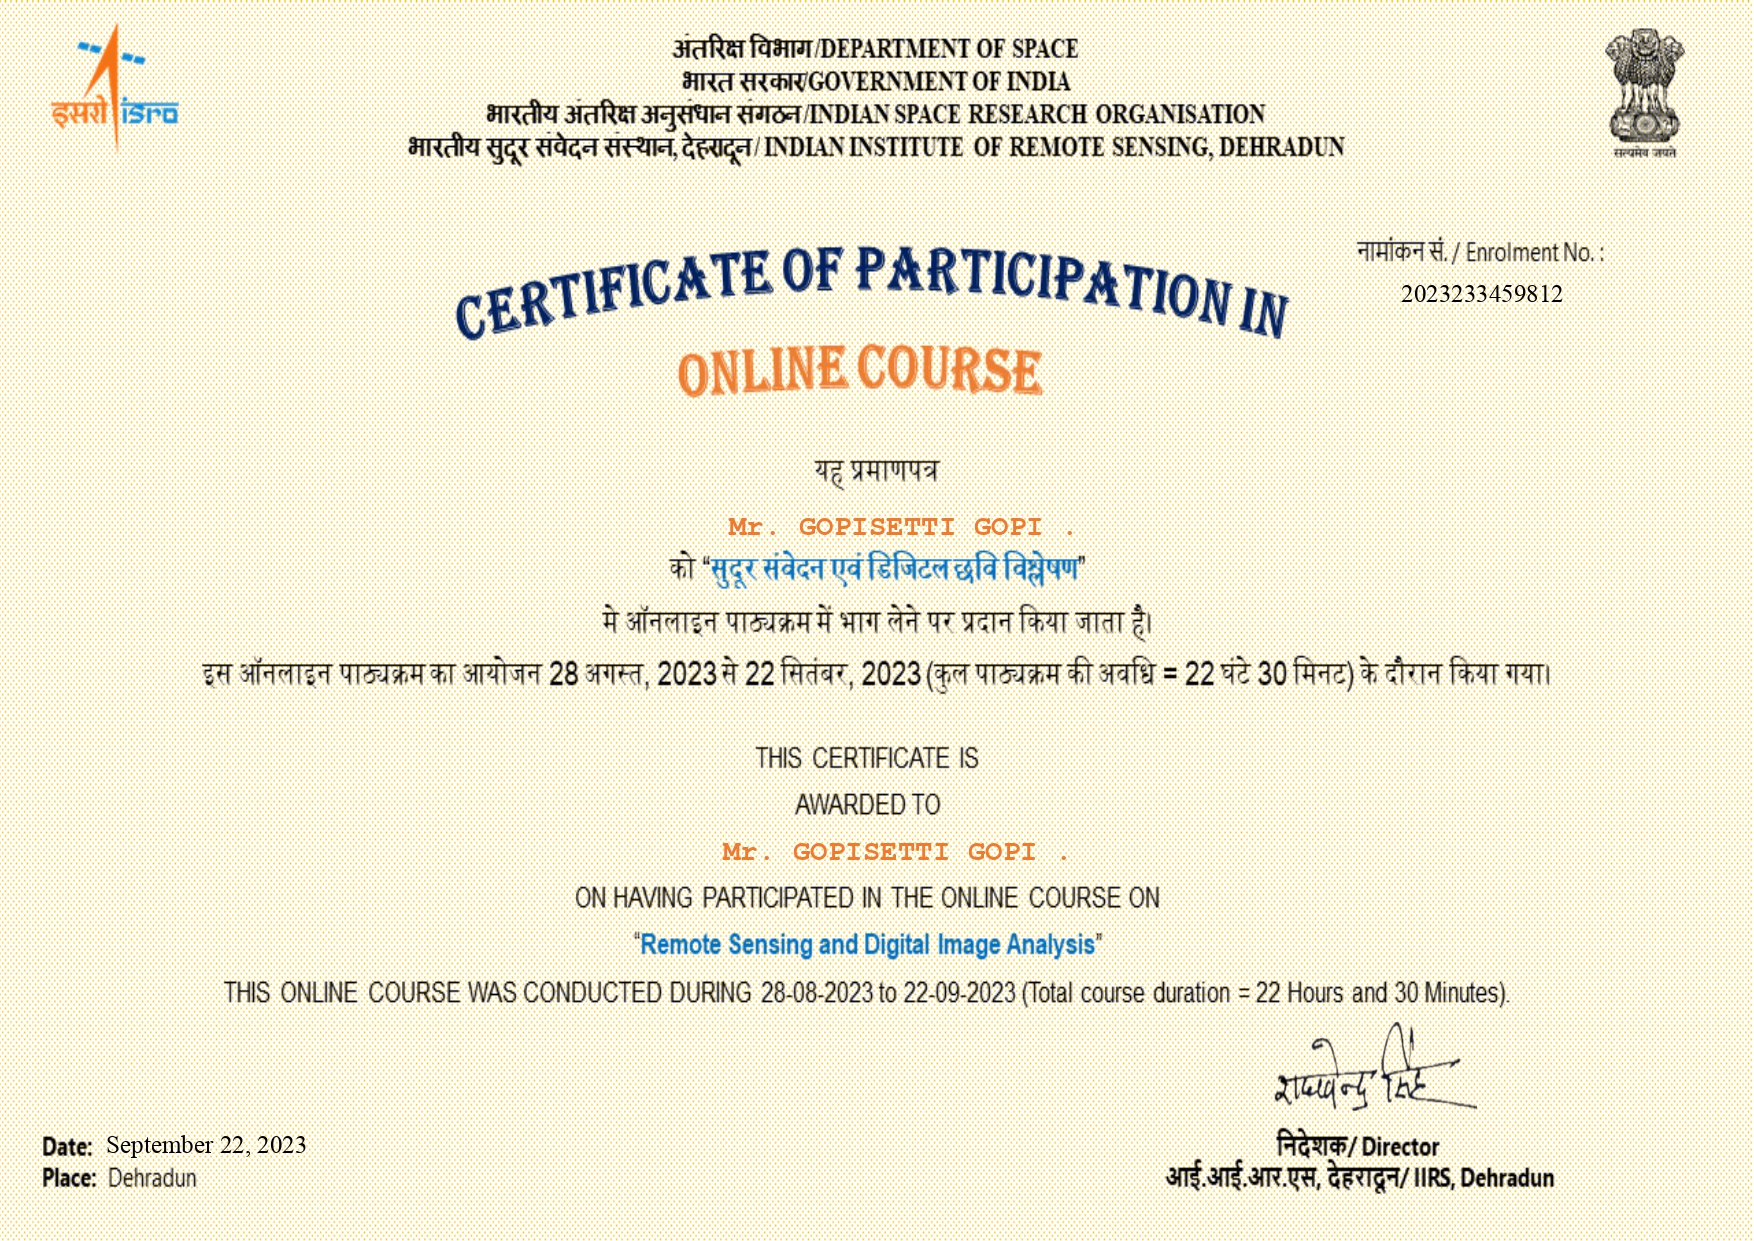 इसरो isro
अंतरिक्ष विभाग/DEPARTMENT OF SPACE
भारत सरकार/GOVERNMENT OF INDIA
भारतीय अंतरिक्ष अनुसंधान संगठन/INDIAN SPACE RESEARCH ORGANISATION
भारतीय सुदूर संवेदन संस्थान, देहरादून/ INDIAN INSTITUTE OF REMOTE SENSING, DEHRADUN
सत्यमेव जयते
नामांकन सं. / Enrolment No. :
2023233459812
CERTIFICATE OF PARTICIPATION IN
ONLINE COURSE
यह प्रमाणपत्र
Mr. GOPISETTI GOPI .
को “सुदूर संवेदन एवं डिजिटल छवि विश्लेषण”
मे ऑनलाइन पाठ्यक्रम में भाग लेने पर प्रदान किया जाता है।
इस ऑनलाइन पाठ्यक्रम का आयोजन 28 अगस्त, 2023 से 22 सितंबर, 2023 (कुल पाठ्यक्रम की अवधि = 22 घंटे 30 मिनट) के दौरान किया गया।
THIS CERTIFICATE IS
AWARDED TO
Mr. GOPISETTI GOPI .
ON HAVING PARTICIPATED IN THE ONLINE COURSE ON
“Remote Sensing and Digital Image Analysis”
THIS ONLINE COURSE WAS CONDUCTED DURING 28-08-2023 to 22-09-2023 (Total course duration = 22 Hours and 30 Minutes).
Date: September 22, 2023
Place: Dehradun
निदेशक/ Director
आई.आई.आर.एस, देहरादून/ IIRS, Dehradun